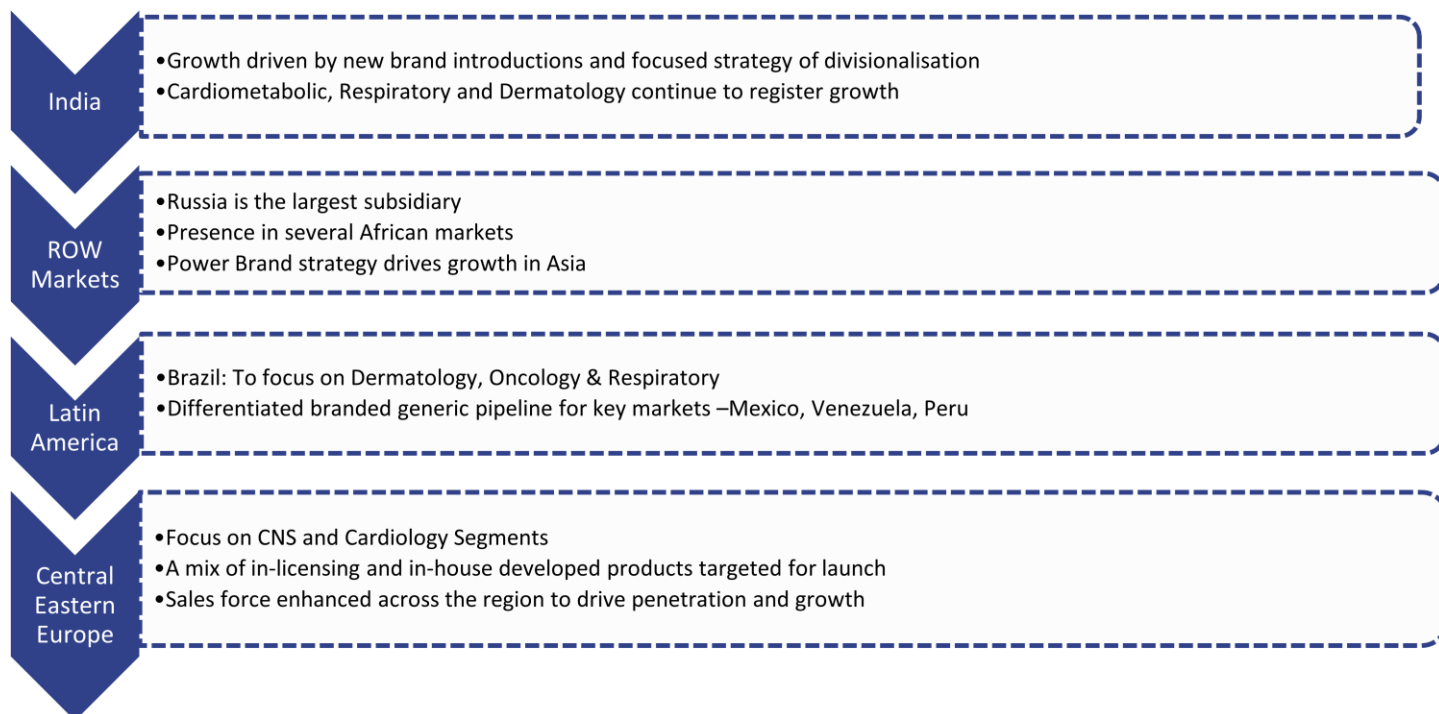 India
•Growth driven by new brand introductions and focused strategy of divisionalisation
•Cardiometabolic, Respiratory and Dermatology continue to register growth
ROW
Markets
•Russia is the largest subsidiary
•Presence in several African markets
•Power Brand strategy drives growth in Asia
Latin
America
•Brazil: To focus on Dermatology, Oncology & Respiratory
•Differentiated branded generic pipeline for key markets –Mexico, Venezuela, Peru
Central
Eastern
Europe
•Focus on CNS and Cardiology Segments
•A mix of in-licensing and in-house developed products targeted for launch
•Sales force enhanced across the region to drive penetration and growth